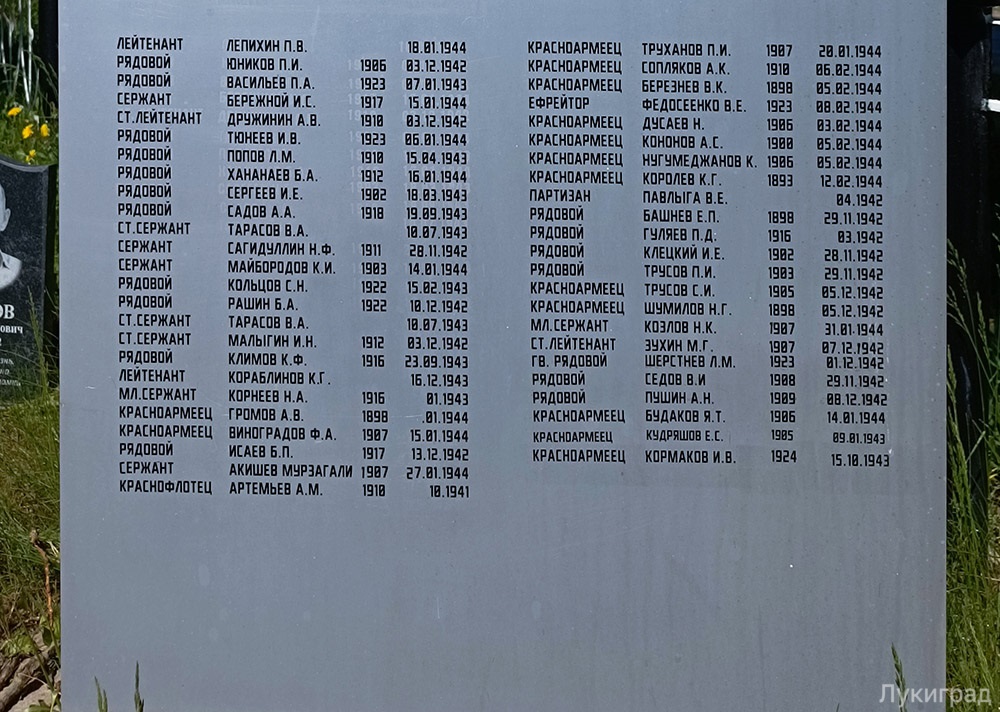 ЛЕЙТЕНАНТ ЛЕПИХИН П.В. 18.01.1944
РЯДОВОЙ ЮНИКОВ П.И. 1906 03.12.1942
РЯДОВОЙ ВАСИЛЬЕВ П.А. 1923 07.01.1943
СЕРЖАНТ БЕРЕЖНОЙ И.С. 1917 15.01.1944
СТ.ЛЕЙТЕНАНТ ДРУЖИНИН А.В. 1910 03.12.1942
РЯДОВОЙ ТЮНЕЕВ И.В. 1923 06.01.1944
РЯДОВОЙ ПОПОВ Л.М. 1910 15.04.1943
РЯДОВОЙ ХАНАНАЕВ Б.А. 1912 16.01.1944
РЯДОВОЙ СЕРГЕЕВ И.Е. 1902 18.03.1943
РЯДОВОЙ САДОВ А.А. 1918 19.09.1943
СТ.СЕРЖАНТ ТАРАСОВ В.А. 10.07.1943
СЕРЖАНТ САГИДУЛЛИН Н.Ф. 1911 28.11.1942
СЕРЖАНТ МАЙБОРОДОВ К.И. 1903 14.01.1944
РЯДОВОЙ КОЛЬЦОВ С.Н. 1922 15.02.1943
РЯДОВОЙ РАШИН Б.А. 1922 10.12.1942
СТ.СЕРЖАНТ ТАРАСОВ В.А. 10.07.1943
СТ.СЕРЖАНТ МАЛЫГИН И.Н. 1912 03.12.1942
РЯДОВОЙ КЛИМОВ К.Ф. 1916 23.09.1943
ЛЕЙТЕНАНТ КОРАБЛИНОВ К.Г. 16.12.1943
МЛ.СЕРЖАНТ КОРНЕЕВ Н.А. 1916 01.1943
КРАСНОАРМЕЕЦ ГРОМОВ А.В. 1898 .01.1944
КРАСНОАРМЕЕЦ ВИНОГРАДОВ Ф.А. 1907 15.01.1944
РЯДОВОЙ ИСАЕВ Б.П. 1917 13.12.1942
СЕРЖАНТ АКИШЕВ МУРЗАГАЛИ 1907 27.01.1944
КРАСНОФЛОТЕЦ АРТЕМЬЕВ А.М. 1910 10.1941
КРАСНОАРМЕЕЦ ТРУХАНОВ П.И. 1907 20.01.1944
КРАСНОАРМЕЕЦ СОПЛЯКОВ А.К. 1910 06.02.1944
КРАСНОАРМЕЕЦ БЕРЕЗНЕВ В.К. 1898 05.02.1944
ЕФРЕЙТОР ФЕДОСЕЕНКО В.Е. 1923 08.02.1944
КРАСНОАРМЕЕЦ ДУСАЕВ Н. 1906 03.02.1944
КРАСНОАРМЕЕЦ КОНОНОВ А.С. 1900 05.02.1944
КРАСНОАРМЕЕЦ НУГУМЕДЖАНОВ К. 1906 05.02.1944
КРАСНОАРМЕЕЦ КОРОЛЕВ К.Г. 1893 12.02.1944
ПАРТИЗАН ПАВЛЫГА В.Е. 04.1942
РЯДОВОЙ БАШНЕВ Е.П. 1898 29.11.1942
РЯДОВОЙ ГУЛЯЕВ П.Д. 1916 03.1942
РЯДОВОЙ КЛЕЦКИЙ И.Е. 1902 28.11.1942
РЯДОВОЙ ТРУСОВ П.И. 1903 29.11.1942
КРАСНОАРМЕЕЦ ТРУСОВ С.И. 1905 05.12.1942
КРАСНОАРМЕЕЦ ШУМИЛОВ Н.Г. 1898 05.12.1942
МЛ.СЕРЖАНТ КОЗЛОВ Н.К. 1907 31.01.1944
СТ.ЛЕЙТЕНАНТ ЗУХИН М.Г. 1907 07.12.1942
ГВ. РЯДОВОЙ ШЕРСТНЕВ Л.М. 1923 01.12.1942
РЯДОВОЙ СЕДОВ В.И 1908 29.11.1942
РЯДОВОЙ ПУШИН А.Н. 1909 08.12.1942
КРАСНОАРМЕЕЦ БУДАКОВ Я.Т. 1906 14.01.1944
КРАСНОАРМЕЕЦ КУДРЯШОВ Е.С. 1905 09.01.1943
КРАСНОАРМЕЕЦ КОРМАКОВ И.В. 1924 15.10.1943
ОВ
ович
Лукиград